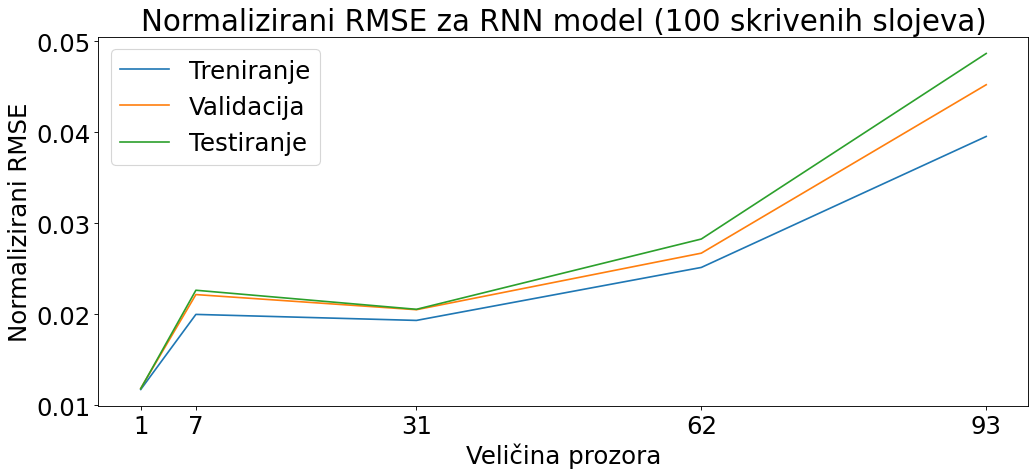 Normalizirani RMSE za RNN model (100 skrivenih slojeva)
0.05
0.04
0.03
0.02
0.01
Normalizirani RMSE
Treniranje
Validacija
Testiranje
1 7 31 62 93
Veličina prozora